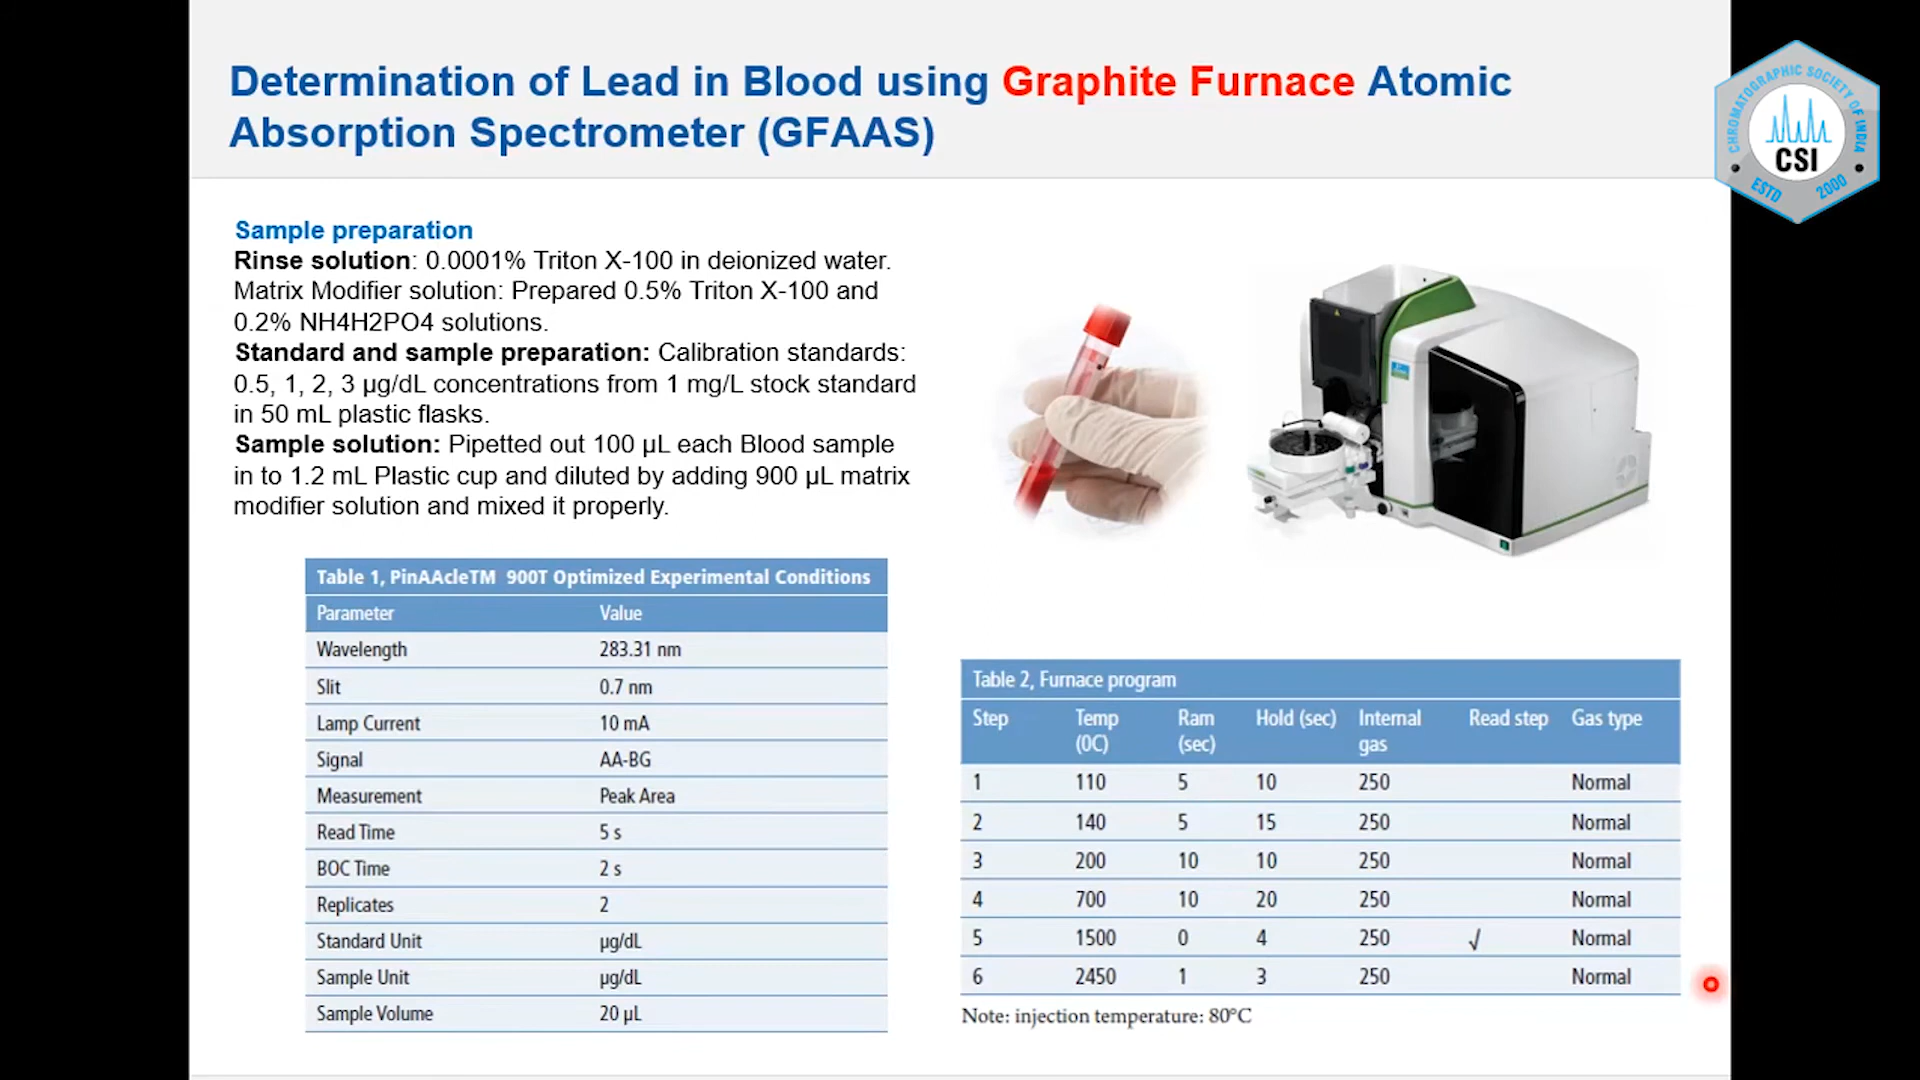 Determination of Lead in Blood using Graphite Furnace Atomic
Absorption Spectrometer (GFAAS)
CHROMATOGRAPHIC SOCIETY OF INDIA
CSI
ESTD 2000
Sample preparation
Rinse solution: 0.0001% Triton X-100 in deionized water.
Matrix Modifier solution: Prepared 0.5% Triton X-100 and
0.2% NH4H2PO4 solutions.
Standard and sample preparation: Calibration standards:
0.5, 1, 2, 3 µg/dL concentrations from 1 mg/L stock standard
in 50 mL plastic flasks.
Sample solution: Pipetted out 100 µL each Blood sample
in to 1.2 mL Plastic cup and diluted by adding 900 µL matrix
modifier solution and mixed it properly.
Table 1, PinAAcleTM 900T Optimized Experimental Conditions
Parameter Value
Wavelength 283.31 nm
Slit 0.7 nm
Lamp Current 10 mA
Signal AA-BG
Measurement Peak Area
Read Time 5 s
BOC Time 2 s
Replicates 2
Standard Unit µg/dL
Sample Unit µg/dL
Sample Volume 20 µL
Table 2, Furnace program
Step Temp (0C) Ram (sec) Hold (sec) Internal gas Read step Gas type
1 110 5 10 250 Normal
2 140 5 15 250 Normal
3 200 10 10 250 Normal
4 700 10 20 250 Normal
5 1500 0 4 250 √ Normal
6 2450 1 3 250 Normal
Note: injection temperature: 80°C